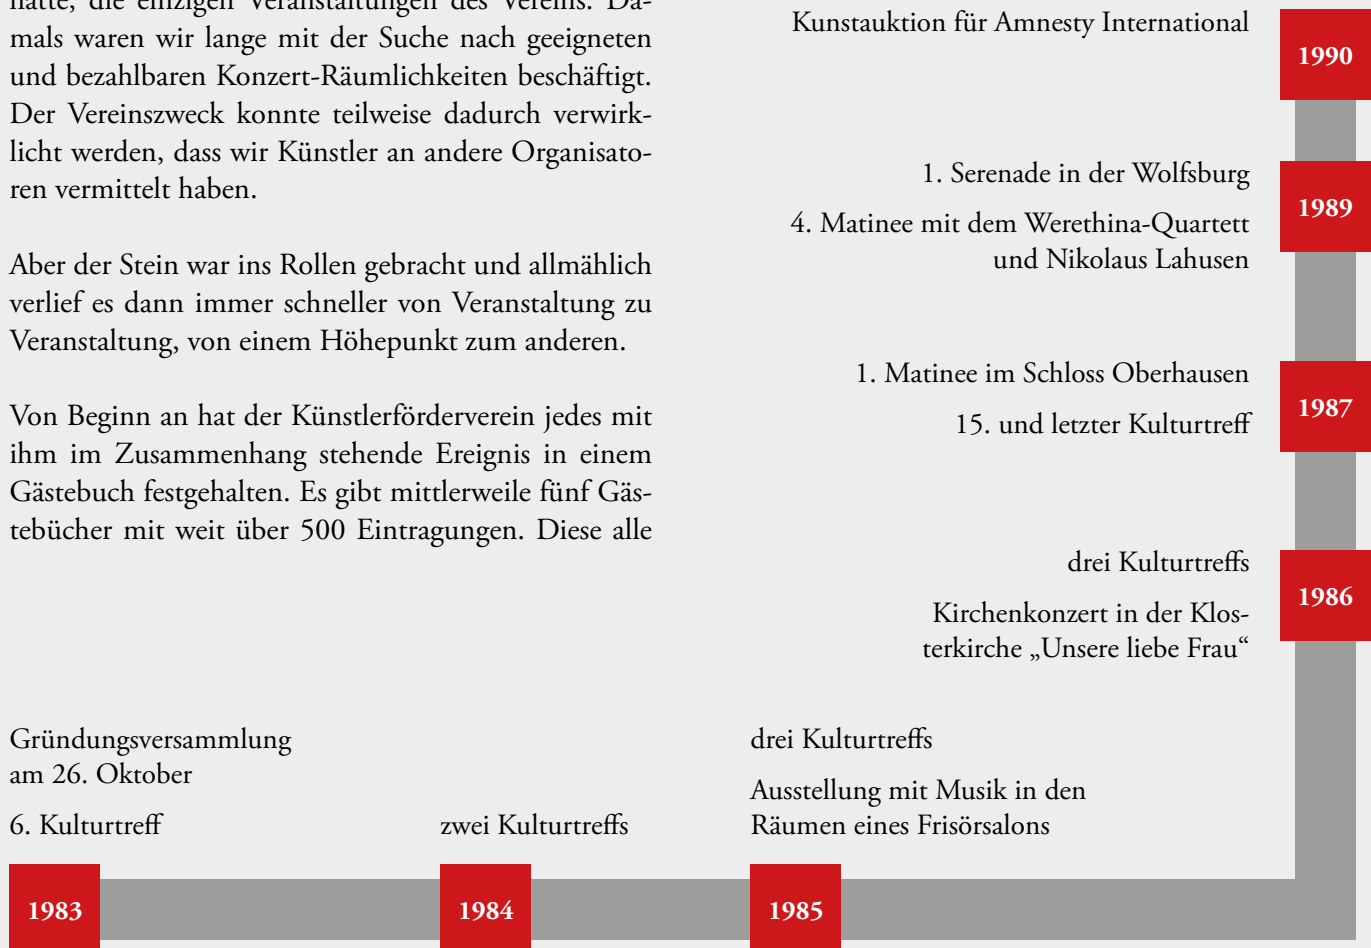 hatte, die einzigen Veranstaltungen des Vereins. Da-
mals waren wir lange mit der Suche nach geeigneten
und bezahlbaren Konzert-Räumlichkeiten beschäftigt.
Der Vereinszweck konnte teilweise dadurch verwirk-
licht werden, dass wir Künstler an andere Organisato-
ren vermittelt haben.
Aber der Stein war ins Rollen gebracht und allmählich
verlief es dann immer schneller von Veranstaltung zu
Veranstaltung, von einem Höhepunkt zum anderen.
Von Beginn an hat der Künstlerförderverein jedes mit
ihm im Zusammenhang stehende Ereignis in einem
Gästebuch festgehalten. Es gibt mittlerweile fünf Gäs-
tebücher mit weit über 500 Eintragungen. Diese alle
Kunstauktion für Amnesty International
1990
1. Serenade in der Wolfsburg
4. Matinee mit dem Werethina-Quartett
und Nikolaus Lahusen
1989
1. Matinee im Schloss Oberhausen
15. und letzter Kulturtreff
1987
drei Kulturtreffs
Kirchenkonzert in der Klos-
terkirche „Unsere liebe Frau“
1986
Gründungsversammlung
am 26. Oktober
6. Kulturtreff
1983
zwei Kulturtreffs
1984
drei Kulturtreffs
Ausstellung mit Musik in den
Räumen eines Frisörsalons
1985